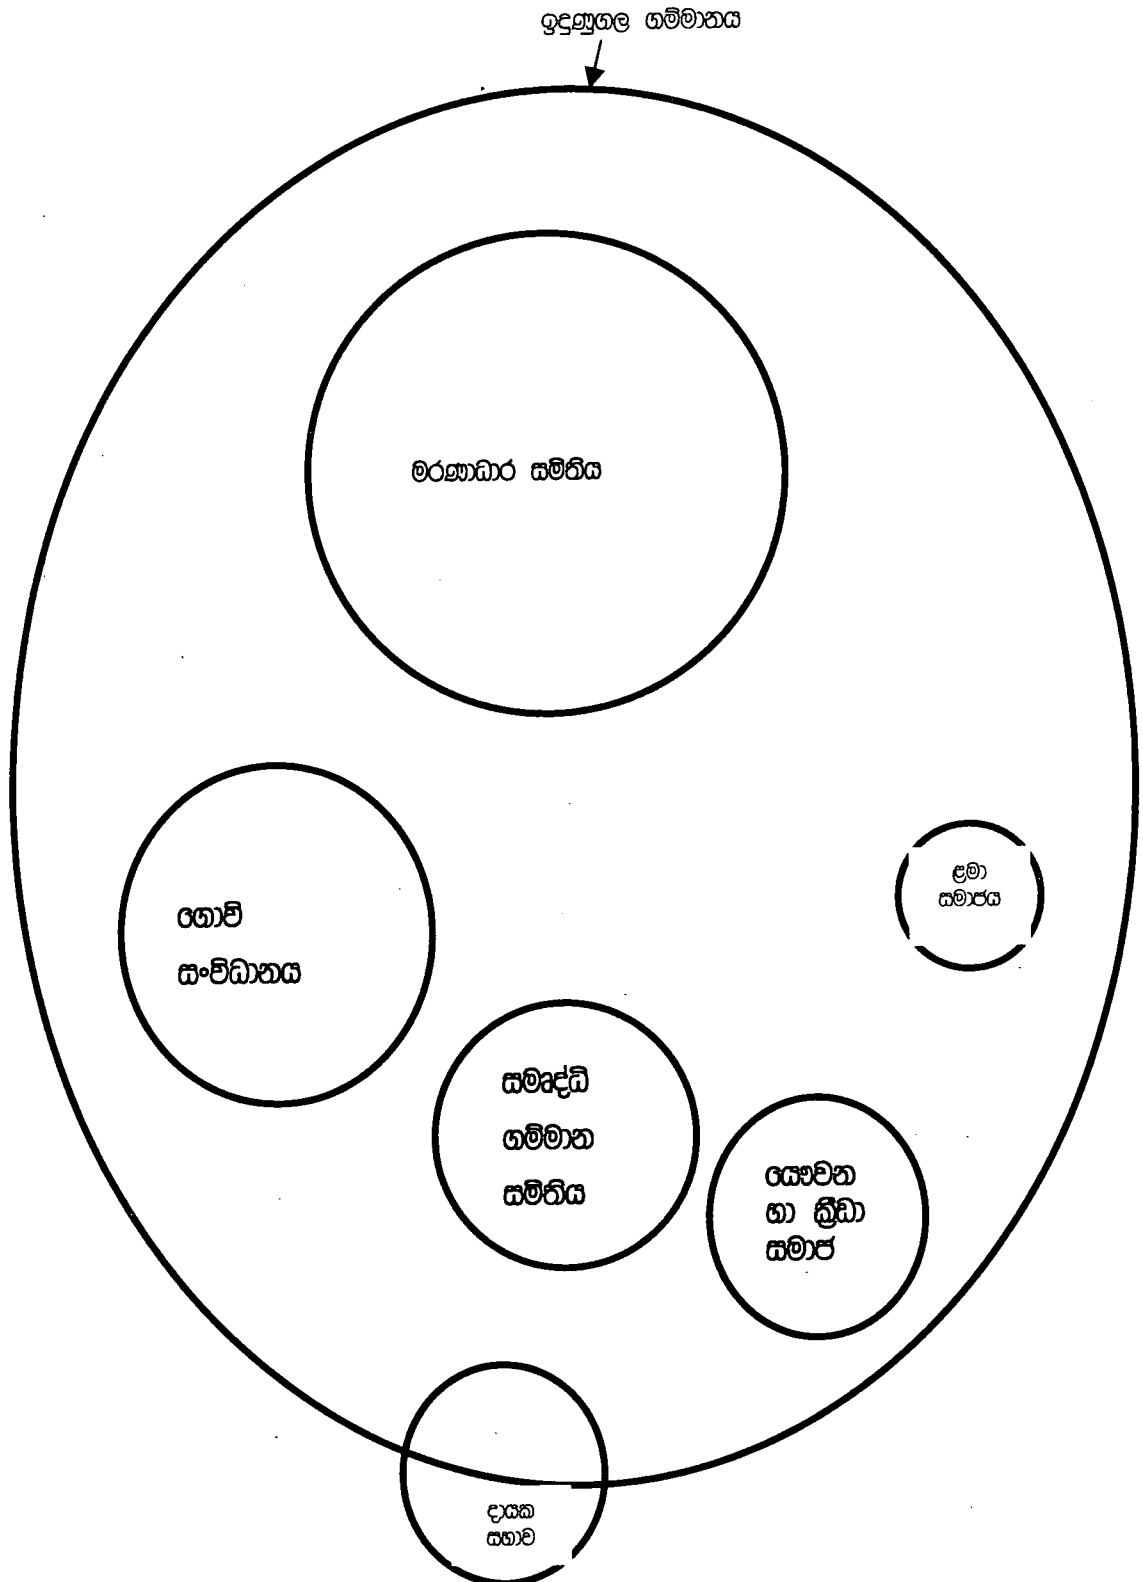 ඉදුණුගල ගම්මානය
මරණාධාර සමිතිය
ගොවි
සංවිධානය
ළමා
සමාජය
සමෘද්ධි
ගම්මාන
සමිතිය
යෞවන
හා ක්‍රීඩා
සමාජ
දායක
සභාව